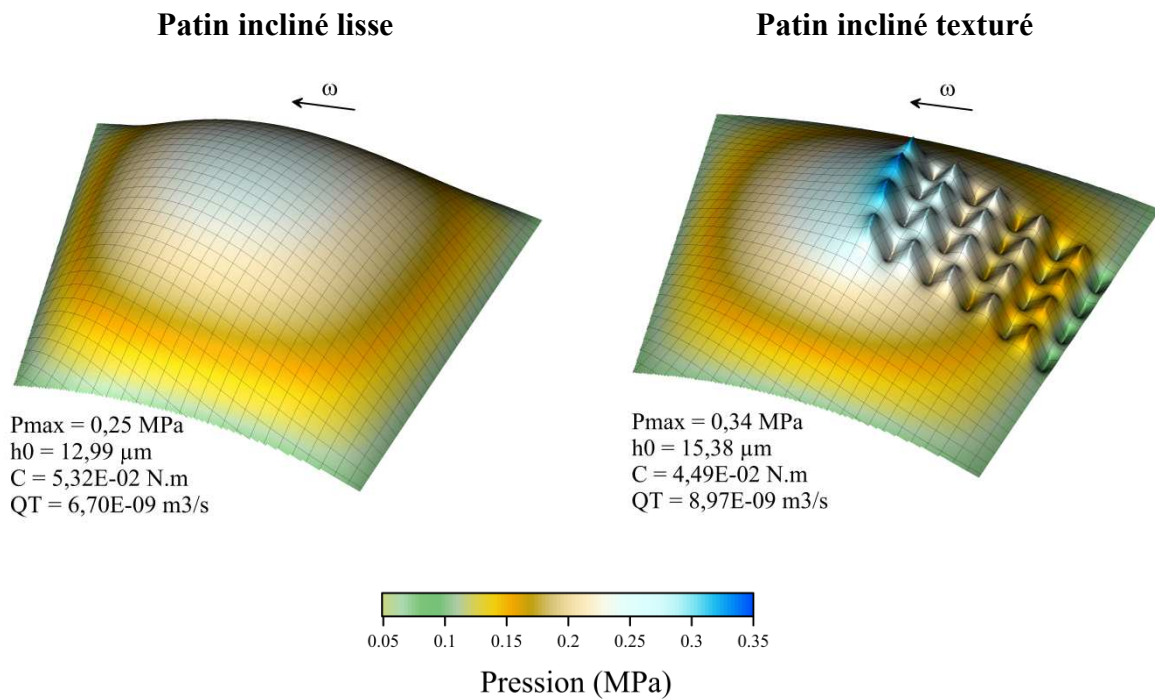 Patin incliné lisse
Patin incliné texturé
ω
ω
Pmax = 0,25 MPa
h0 = 12,99 µm
C = 5,32E-02 N.m
QT = 6,70E-09 m3/s
Pmax = 0,34 MPa
h0 = 15,38 µm
C = 4,49E-02 N.m
QT = 8,97E-09 m3/s
0.05 0.1 0.15 0.2 0.25 0.3 0.35
Pression (MPa)